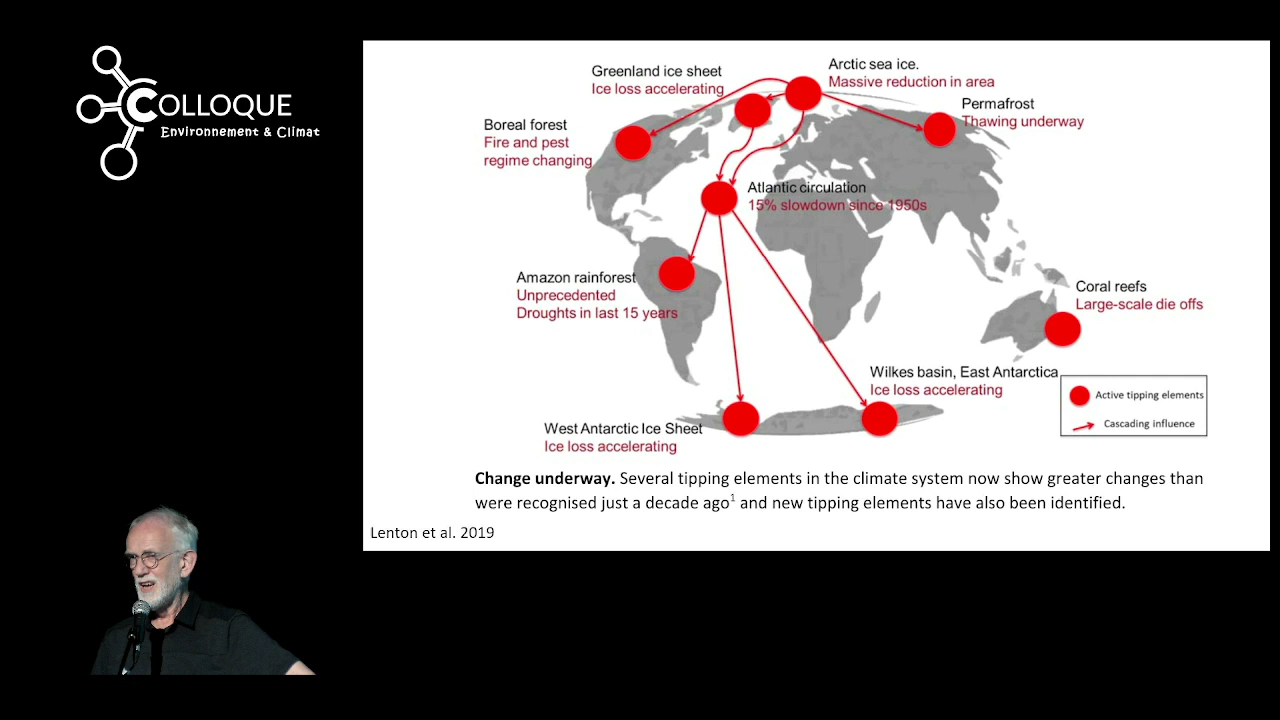 COLLOQUE
Environnement & Climat
Greenland ice sheet
Ice loss accelerating
Arctic sea ice.
Massive reduction in area
Permafrost
Thawing underway
Boreal forest
Fire and pest
regime changing
Atlantic circulation
15% slowdown since 1950s
Amazon rainforest
Unprecedented
Droughts in last 15 years
Coral reefs
Large-scale die offs
Wilkes basin, East Antarctica
Ice loss accelerating
Active tipping elements
Cascading influence
West Antarctic Ice Sheet
Ice loss accelerating
Change underway. Several tipping elements in the climate system now show greater changes than
were recognised just a decade ago¹ and new tipping elements have also been identified.
Lenton et al. 2019